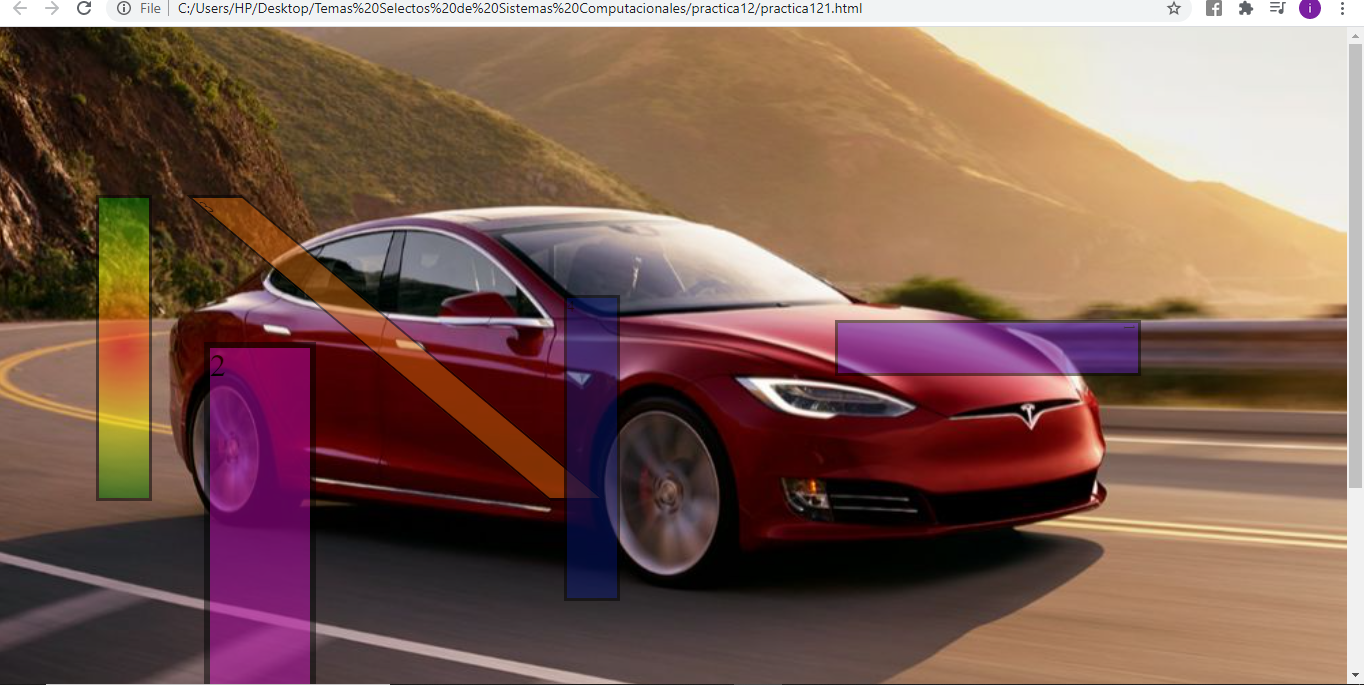 File
C:/Users/HP/Desktop/Temas%20Selectos%20de%20Sistemas%20Computacionales/practica12/practica121.html
i
2